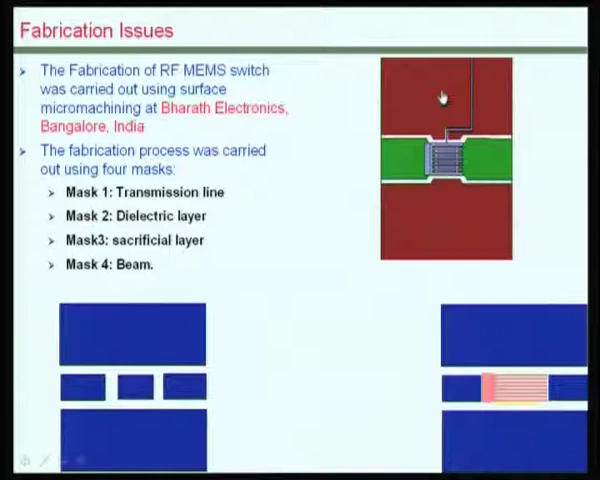 Fabrication Issues
The Fabrication of RF MEMS switch
was carried out using surface
micromachining at Bharath Electronics,
Bangalore, India
The fabrication process was carried
out using four masks:
Mask 1: Transmission line
Mask 2: Dielectric layer
Mask3: sacrificial layer
Mask 4: Beam.